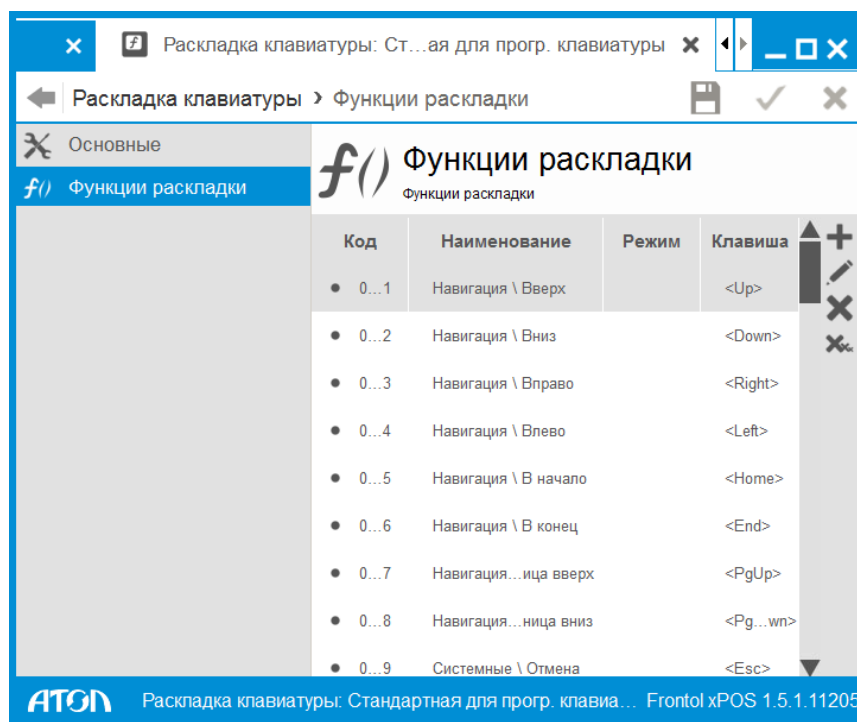 Раскладка клавиатуры: Ст…ая для прогр. клавиатуры
Раскладка клавиатуры › Функции раскладки
Основные
f() Функции раскладки
f() Функции раскладки
Функции раскладки
Код Наименование Режим Клавиша
0…1 Навигация \ Вверх <Up>
0…2 Навигация \ Вниз <Down>
0…3 Навигация \ Вправо <Right>
0…4 Навигация \ Влево <Left>
0…5 Навигация \ В начало <Home>
0…6 Навигация \ В конец <End>
0…7 Навигация…ица вверх <PgUp>
0…8 Навигация…ница вниз <Pg…wn>
0…9 Системные \ Отмена <Esc>
АТОЛ Раскладка клавиатуры: Стандартная для прогр. клавиа… Frontol xPOS 1.5.1.11205